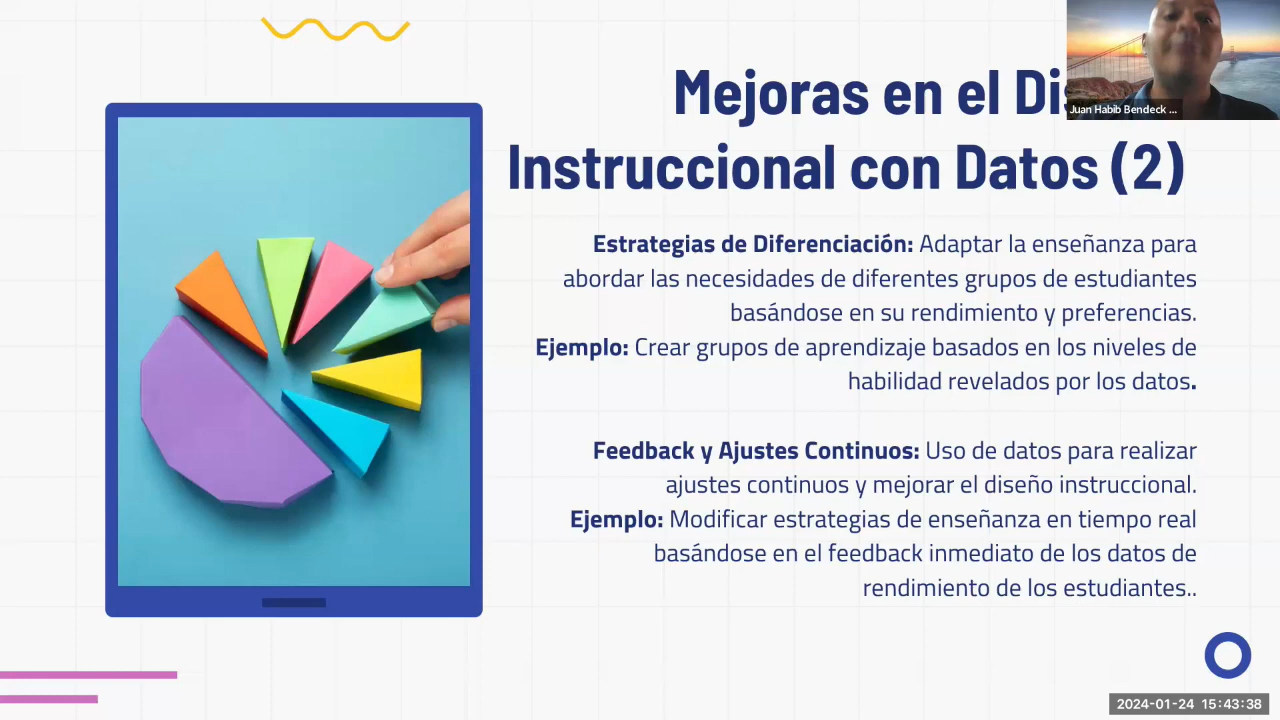 Mejoras en el Di
Instruccional con Datos (2)
Juan Habib Bendeck ...
Estrategias de Diferenciación: Adaptar la enseñanza para
abordar las necesidades de diferentes grupos de estudiantes
basándose en su rendimiento y preferencias.
Ejemplo: Crear grupos de aprendizaje basados en los niveles de
habilidad revelados por los datos.
Feedback y Ajustes Continuos: Uso de datos para realizar
ajustes continuos y mejorar el diseño instruccional.
Ejemplo: Modificar estrategias de enseñanza en tiempo real
basándose en el feedback inmediato de los datos de
rendimiento de los estudiantes..
2024-01-24 15:43:38